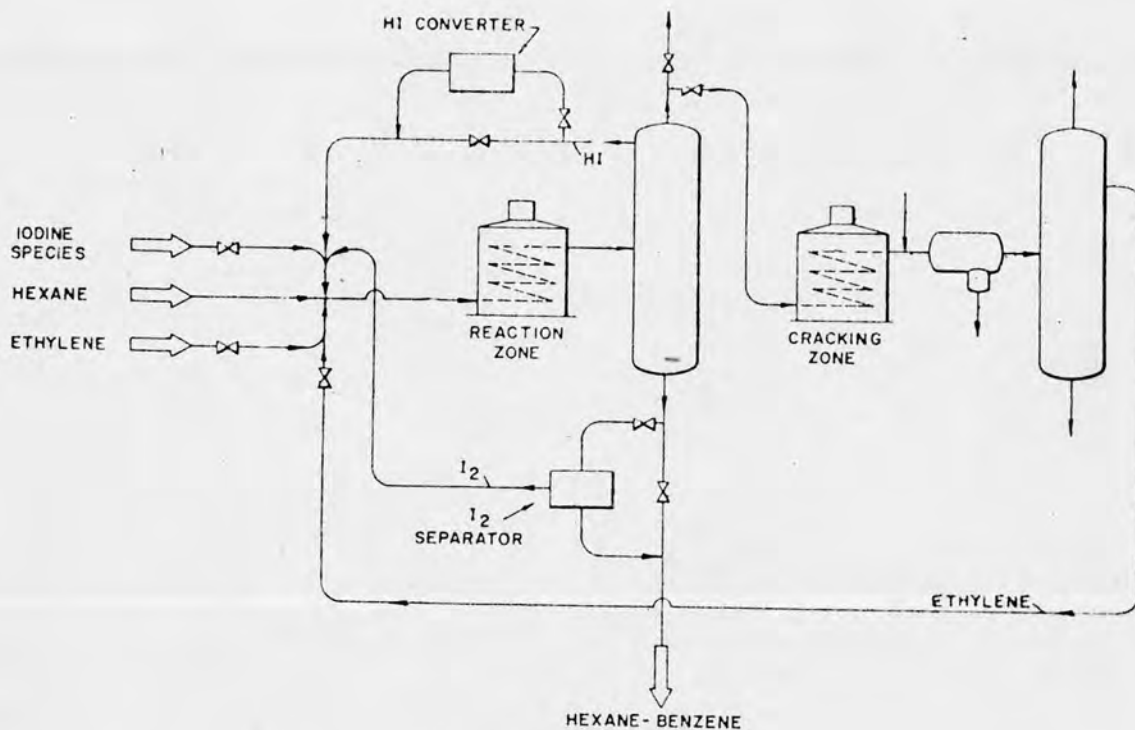 HI CONVERTER
HI
IODINE
SPECIES
HEXANE
ETHYLENE
REACTION
ZONE
CRACKING
ZONE
I2
I2
SEPARATOR
ETHYLENE
HEXANE-BENZENE